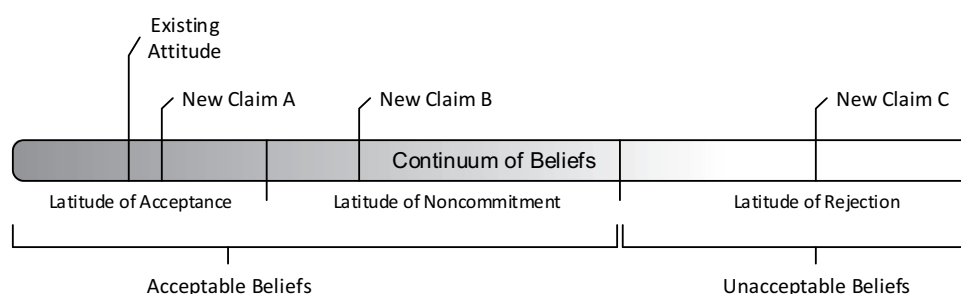 Existing
Attitude
New Claim A
New Claim B
New Claim C
Continuum of Beliefs
Latitude of Acceptance
Latitude of Noncommitment
Latitude of Rejection
Acceptable Beliefs
Unacceptable Beliefs